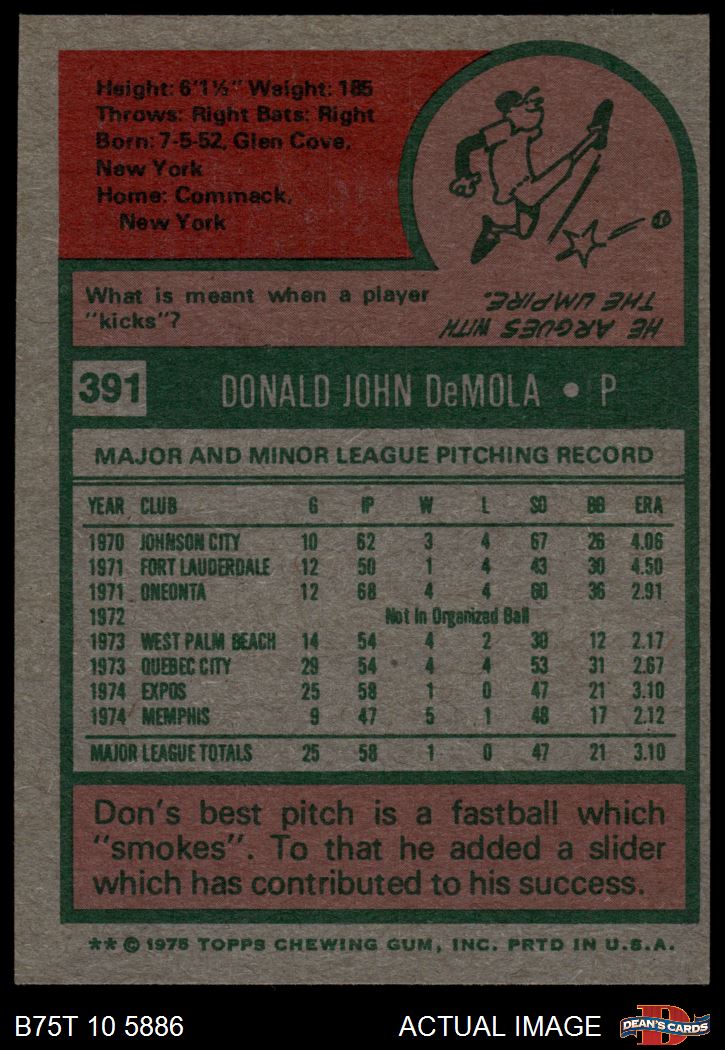 Height: 6'1½" Weight: 185
Throws: Right Bats: Right
Born: 7-5-52, Glen Cove,
New York
Home: Commack,
New York
What is meant when a player
"kicks"?
HE ARGUES WITH
THE UMPIRE.
391 DONALD JOHN DeMOLA • P
MAJOR AND MINOR LEAGUE PITCHING RECORD
YEAR CLUB G IP W L SO BB ERA
1970 JOHNSON CITY 10 62 3 4 67 26 4.06
1971 FORT LAUDERDALE 12 50 1 4 43 30 4.50
1971 ONEONTA 12 68 4 4 60 36 2.91
1972 Not In Organized Ball
1973 WEST PALM BEACH 14 54 4 2 30 12 2.17
1973 QUEBEC CITY 29 54 4 4 53 31 2.67
1974 EXPOS 25 58 1 0 47 21 3.10
1974 MEMPHIS 9 47 5 1 48 17 2.12
MAJOR LEAGUE TOTALS 25 58 1 0 47 21 3.10
Don's best pitch is a fastball which
"smokes". To that he added a slider
which has contributed to his success.
** © 1975 TOPPS CHEWING GUM, INC. PRTD IN U.S.A.
B75T 10 5886 ACTUAL IMAGE DEAN'S CARDS